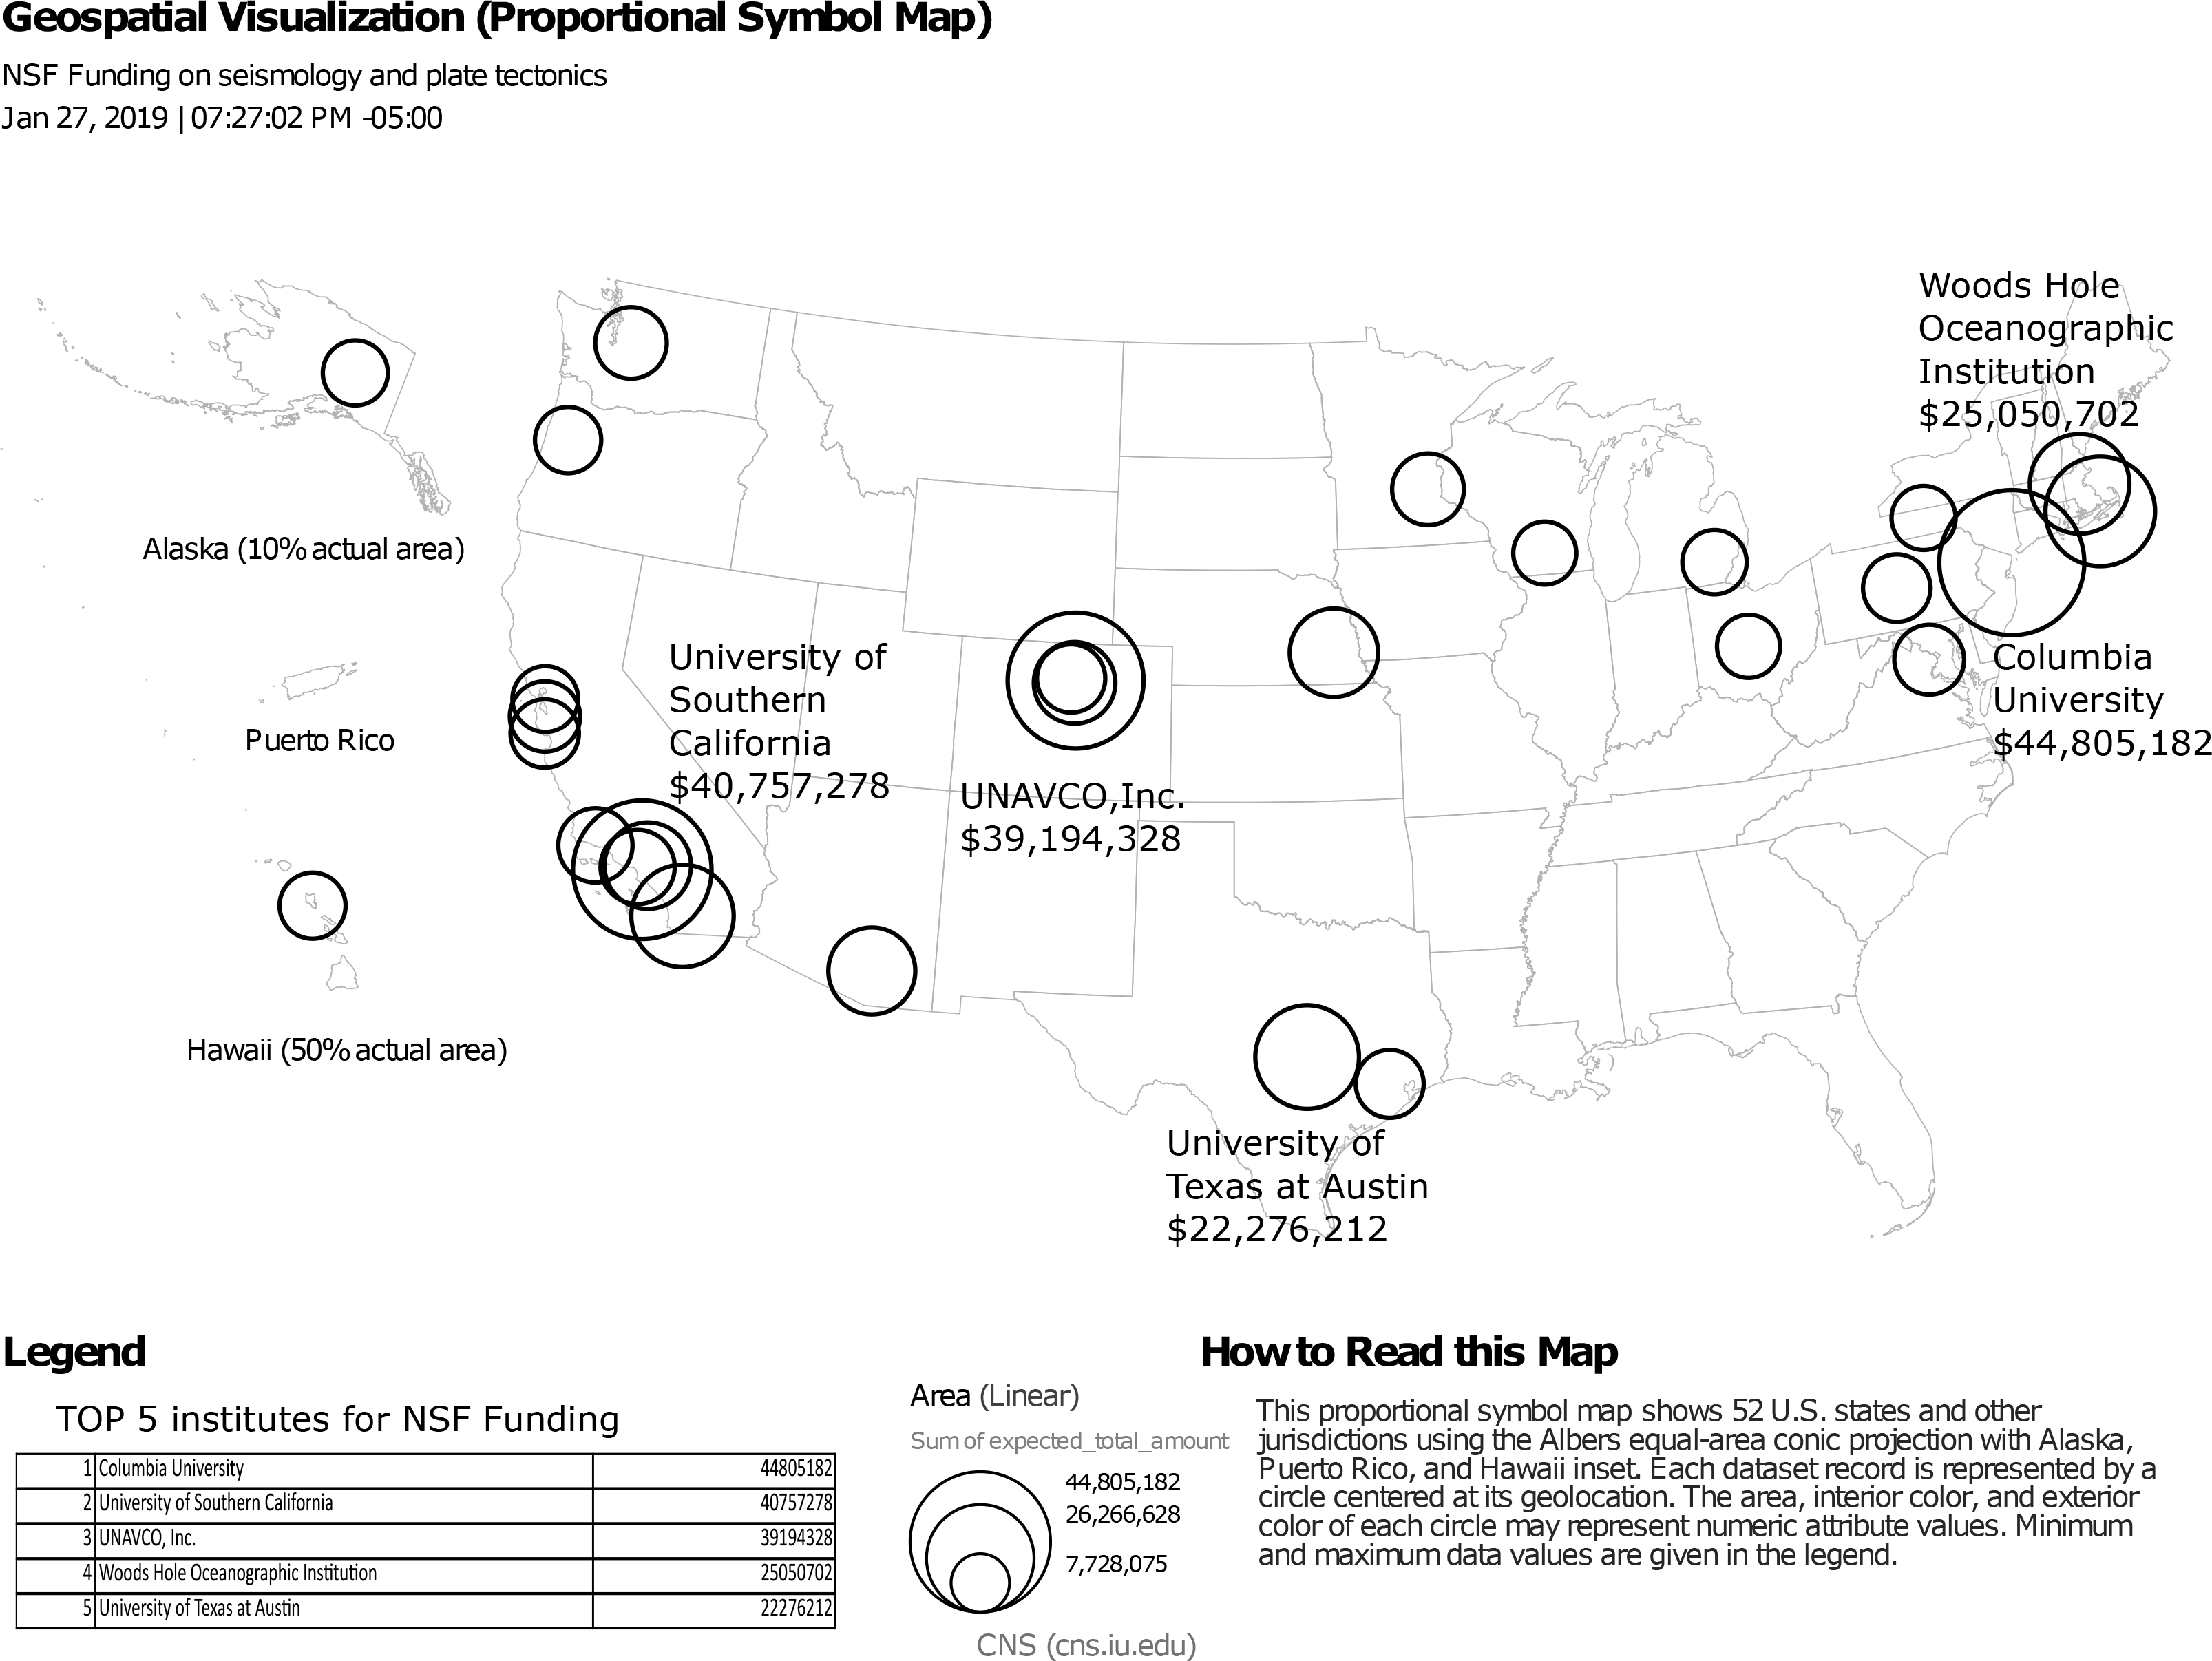 Geospatial Visualization (Proportional Symbol Map)
NSF Funding on seismology and plate tectonics
Jan 27, 2019 | 07:27:02 PM -05:00
Woods Hole
Oceanographic
Institution
$25,050,702
Alaska (10% actual area)
University of
Southern
California
$40,757,278
Columbia
University
$44,805,182
Puerto Rico
UNAVCO,Inc.
$39,194,328
Hawaii (50% actual area)
University of
Texas at Austin
$22,276,212
Legend
TOP 5 institutes for NSF Funding
1 Columbia University 44805182
2 University of Southern California 40757278
3 UNAVCO, Inc. 39194328
4 Woods Hole Oceanographic Institution 25050702
5 University of Texas at Austin 22276212
Area (Linear)
Sum of expected_total_amount
44,805,182
26,266,628
7,728,075
CNS (cns.iu.edu)
How to Read this Map
This proportional symbol map shows 52 U.S. states and other
jurisdictions using the Albers equal-area conic projection with Alaska,
Puerto Rico, and Hawaii inset. Each dataset record is represented by a
circle centered at its geolocation. The area, interior color, and exterior
color of each circle may represent numeric attribute values. Minimum
and maximum data values are given in the legend.